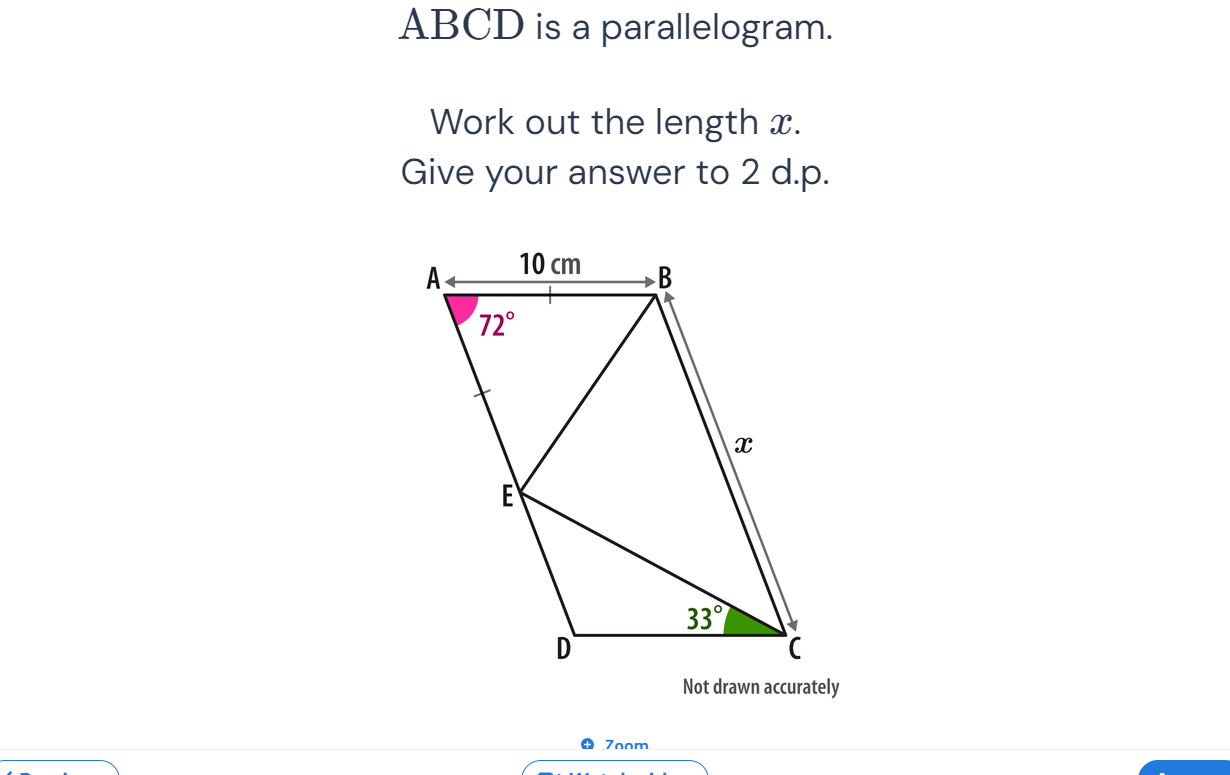 ABCD is a parallelogram.
Work out the length x.
Give your answer to 2 d.p.
10 cm
A
B
72°
x
E
33°
D
C
Not drawn accurately
Zoom